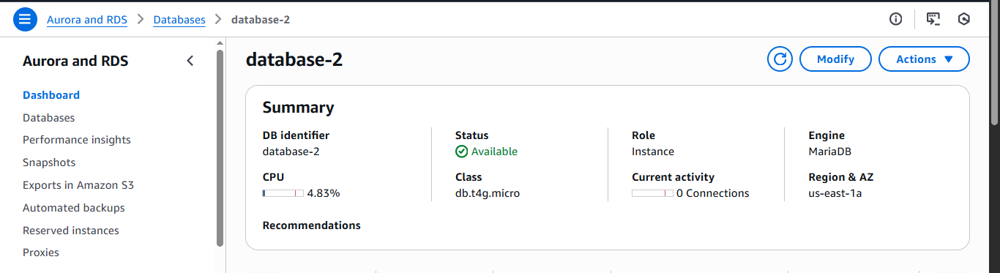 Aurora and RDS > Databases > database-2
Aurora and RDS
Dashboard
Databases
Performance insights
Snapshots
Exports in Amazon S3
Automated backups
Reserved instances
Proxies
database-2
Modify
Actions
Summary
DB identifier
database-2
Status
Available
Role
Instance
Engine
MariaDB
CPU
4.83%
Class
db.t4g.micro
Current activity
0 Connections
Region & AZ
us-east-1a
Recommendations